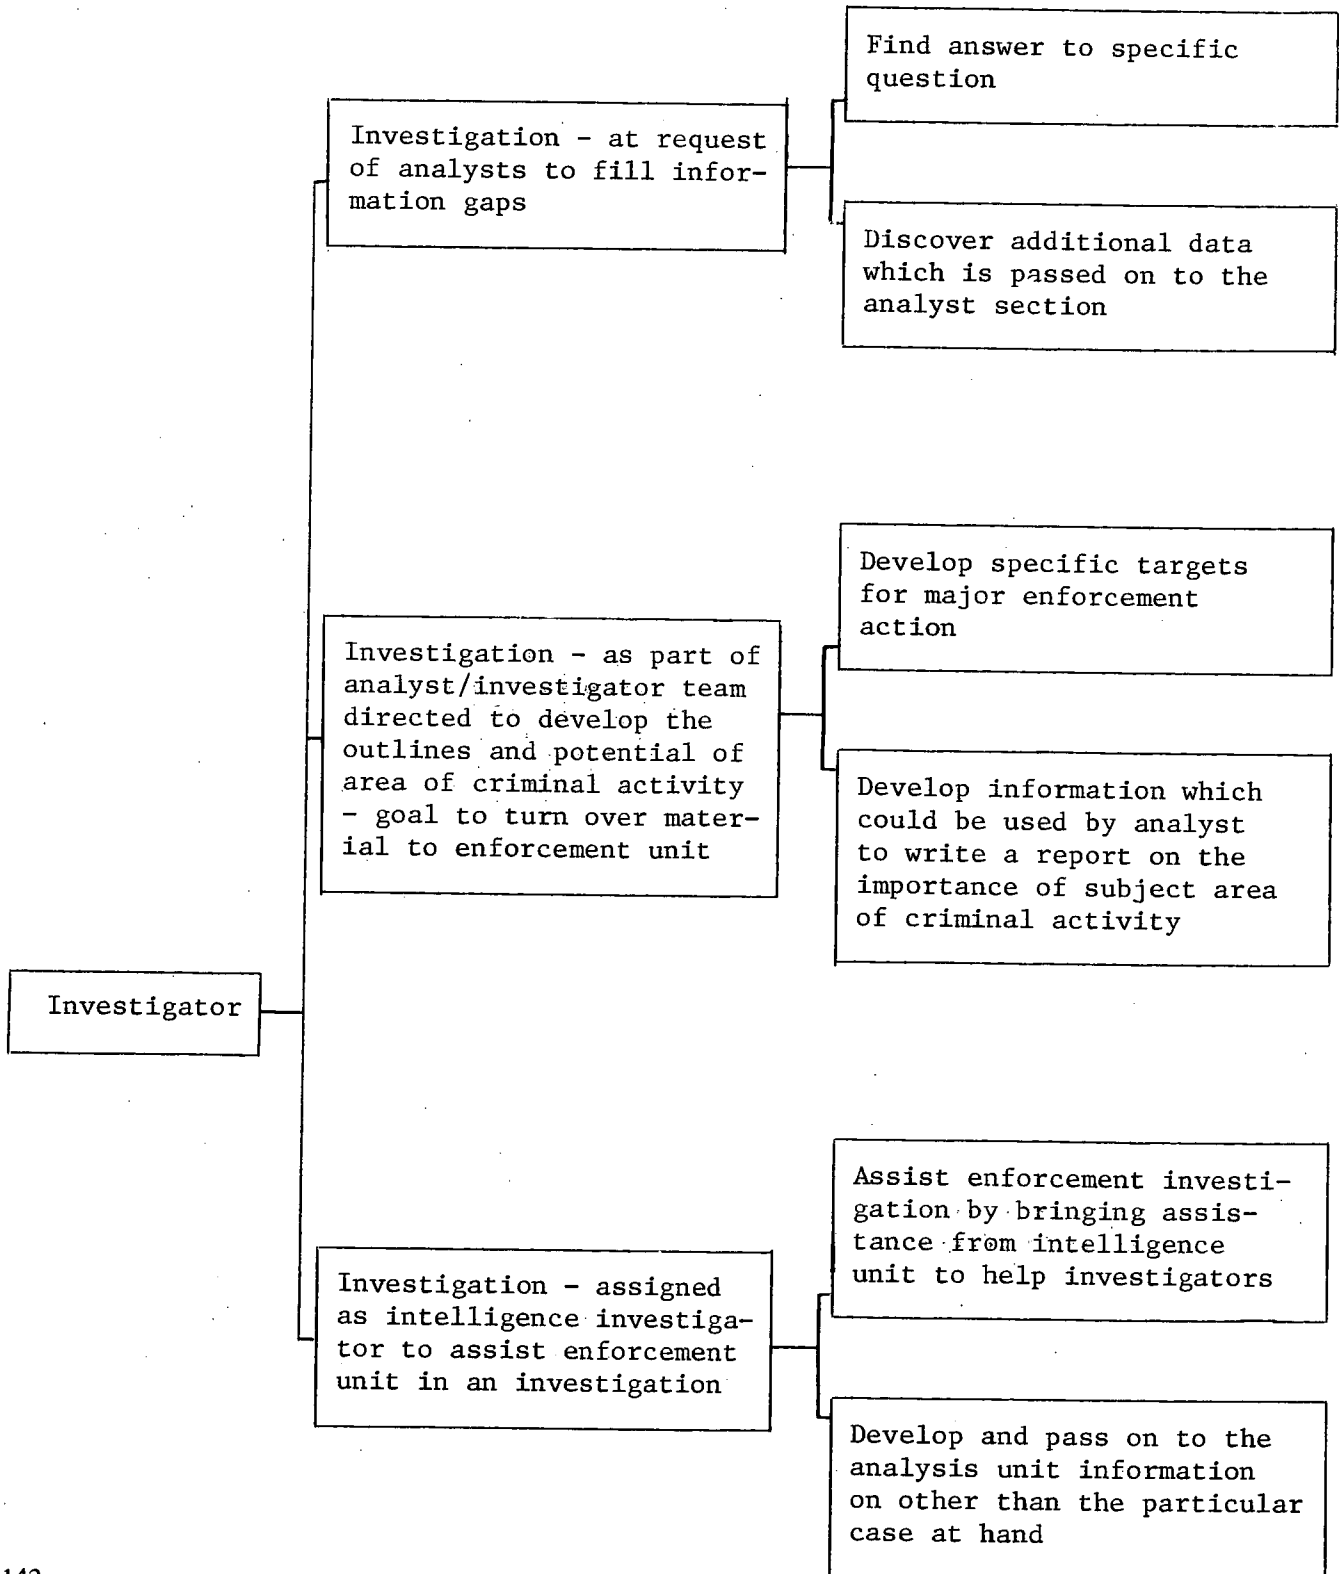 Find answer to specific
question
Investigation - at request
of analysts to fill infor-
mation gaps
Discover additional data
which is passed on to the
analyst section
Develop specific targets
for major enforcement
action
Investigation - as part of
analyst/investigator team
directed to develop the
outlines and potential of
area of criminal activity
- goal to turn over mater-
ial to enforcement unit
Develop information which
could be used by analyst
to write a report on the
importance of subject area
of criminal activity
Investigator
Assist enforcement investi-
gation by bringing assis-
tance from intelligence
unit to help investigators
Investigation - assigned
as intelligence investiga-
tor to assist enforcement
unit in an investigation
Develop and pass on to the
analysis unit information
on other than the particular
case at hand